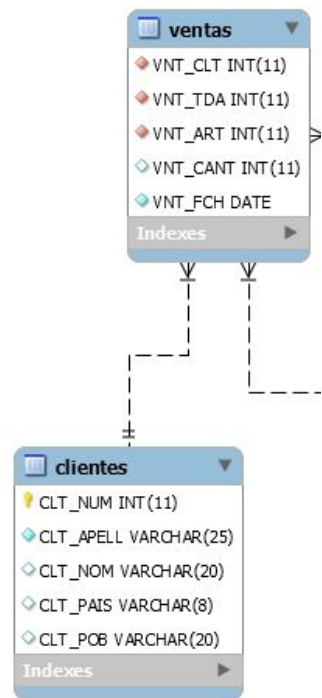 ventas
VNT_CLT INT(11)
VNT_TDA INT(11)
VNT_ART INT(11)
VNT_CANT INT(11)
VNT_FCH DATE
Indexes
clientes
CLT_NUM INT(11)
CLT_APELL VARCHAR(25)
CLT_NOM VARCHAR(20)
CLT_PAIS VARCHAR(8)
CLT_POB VARCHAR(20)
Indexes